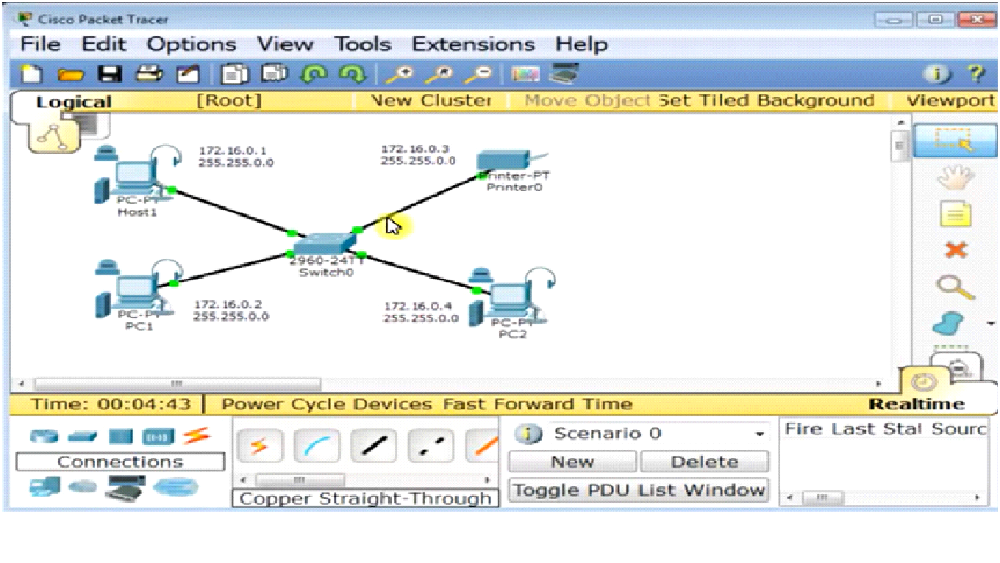 Cisco Packet Tracer
File Edit Options View Tools Extensions Help
Logical [Root] New Cluster Move Object Set Tiled Background Viewport
172.16.0.1
255.255.0.0
172.16.0.3
255.255.0.0
Printer-PT
Printer0
PC-PT
Host1
2960-24TT
Switch0
172.16.0.2
255.255.0.0
PC-PT
PC1
172.16.0.4
255.255.0.0
PC-PT
PC2
Time: 00:04:43 Power Cycle Devices Fast Forward Time Realtime
Connections
Copper Straight-Through
Scenario 0
New Delete
Toggle PDU List Window
Fire Last Stat Sourc